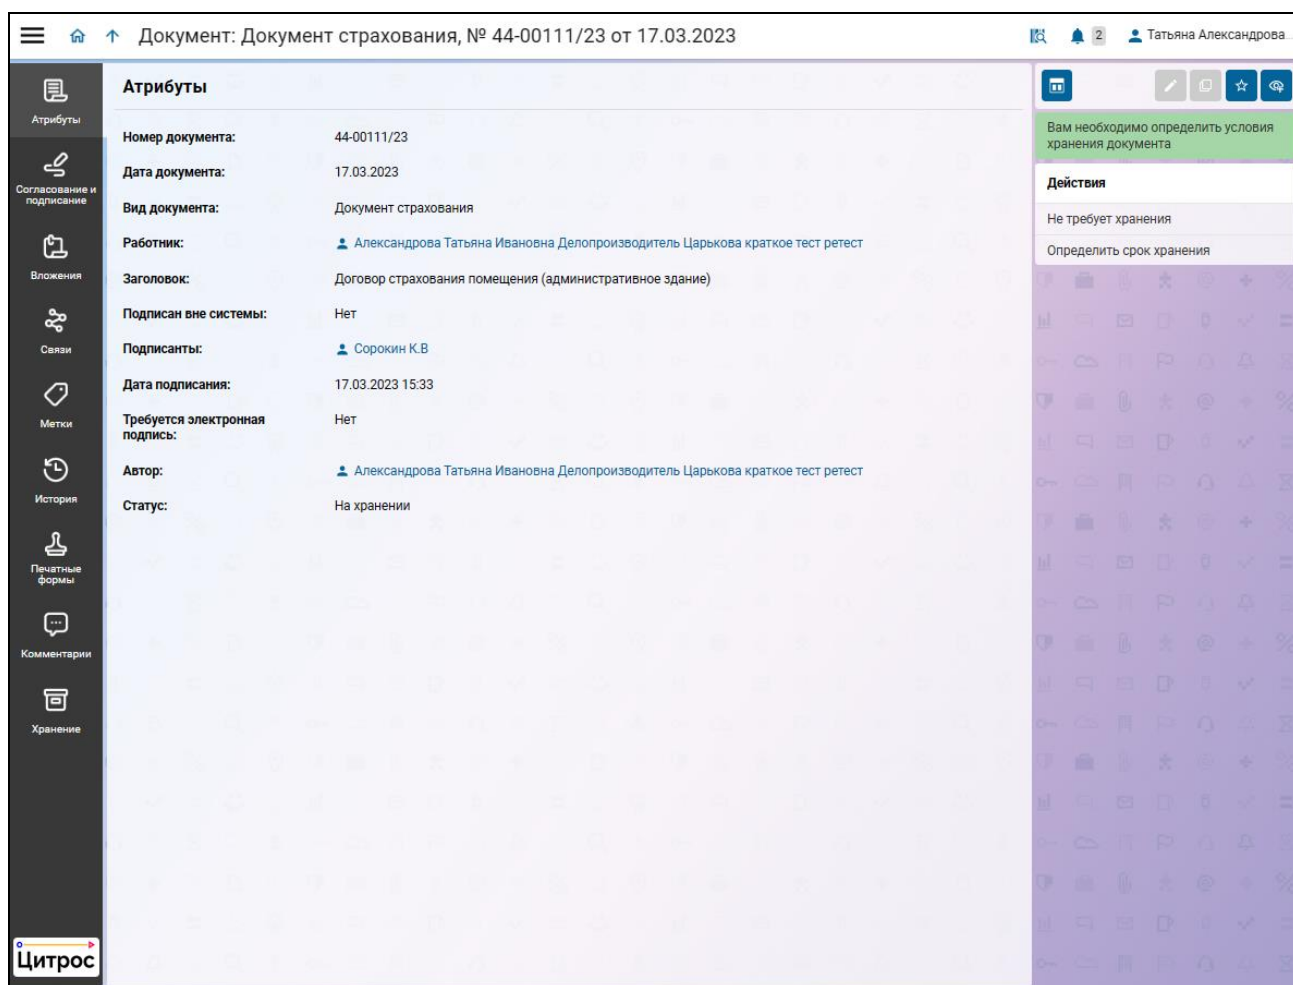 Документ: Документ страхования, № 44-00111/23 от 17.03.2023
2
Татьяна Александрова...
Атрибуты
Согласование и
подписание
Вложения
Связи
Метки
История
Печатные
формы
Комментарии
Хранение
Цитрос
Атрибуты
Номер документа: 44-00111/23
Дата документа: 17.03.2023
Вид документа: Документ страхования
Работник: Александрова Татьяна Ивановна Делопроизводитель Царькова краткое тест ретест
Заголовок: Договор страхования помещения (административное здание)
Подписан вне системы: Нет
Подписанты: Сорокин К.В
Дата подписания: 17.03.2023 15:33
Требуется электронная Нет
подпись:
Автор: Александрова Татьяна Ивановна Делопроизводитель Царькова краткое тест ретест
Статус: На хранении
Вам необходимо определить условия
хранения документа
Действия
Не требует хранения
Определить срок хранения